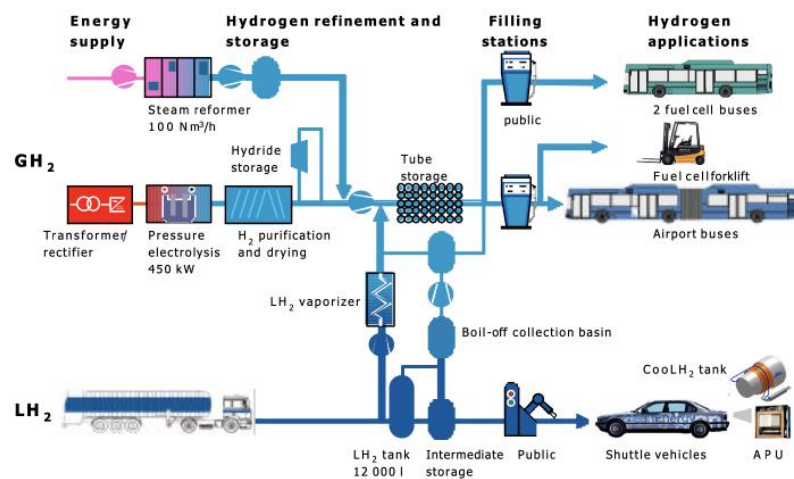 Energy
supply
Hydrogen refinement and
storage
Filling
stations
Hydrogen
applications
Steam reformer
100 Nm³/h
public
2 fuel cell buses
GH₂
Hydride
storage
Tube
storage
Fuel cell forklift
Transformer/
rectifier
Pressure
electrolysis
450 kW
H₂ purification
and drying
Airport buses
LH₂ vaporizer
Boil-off collection basin
CooLH₂ tank
LH₂
LH₂ tank
12 000 l
Intermediate
storage
Public
Shuttle vehicles
APU